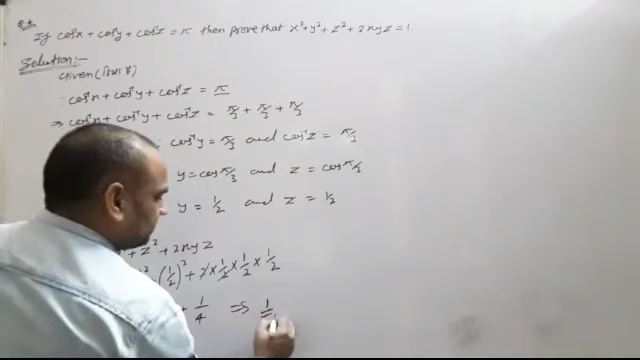 If cos⁻¹x + cos⁻¹y + cos⁻¹z = π then prove that x² + y² + z² + 2xyz = 1.
Solution:-
Given (दिया है)
∵ cos⁻¹x + cos⁻¹y + cos⁻¹z = π
⇒ cos⁻¹x + cos⁻¹y + cos⁻¹z = π/3 + π/3 + π/3
cos⁻¹y = π/3 and cos⁻¹z = π/3
y = cos π/3 and z = cos π/3
y = 1/2 and z = 1/2
+ z² + 2xyz
(1/2)² + 2 × 1/2 × 1/2 × 1/2
+ 1/4 ⇒